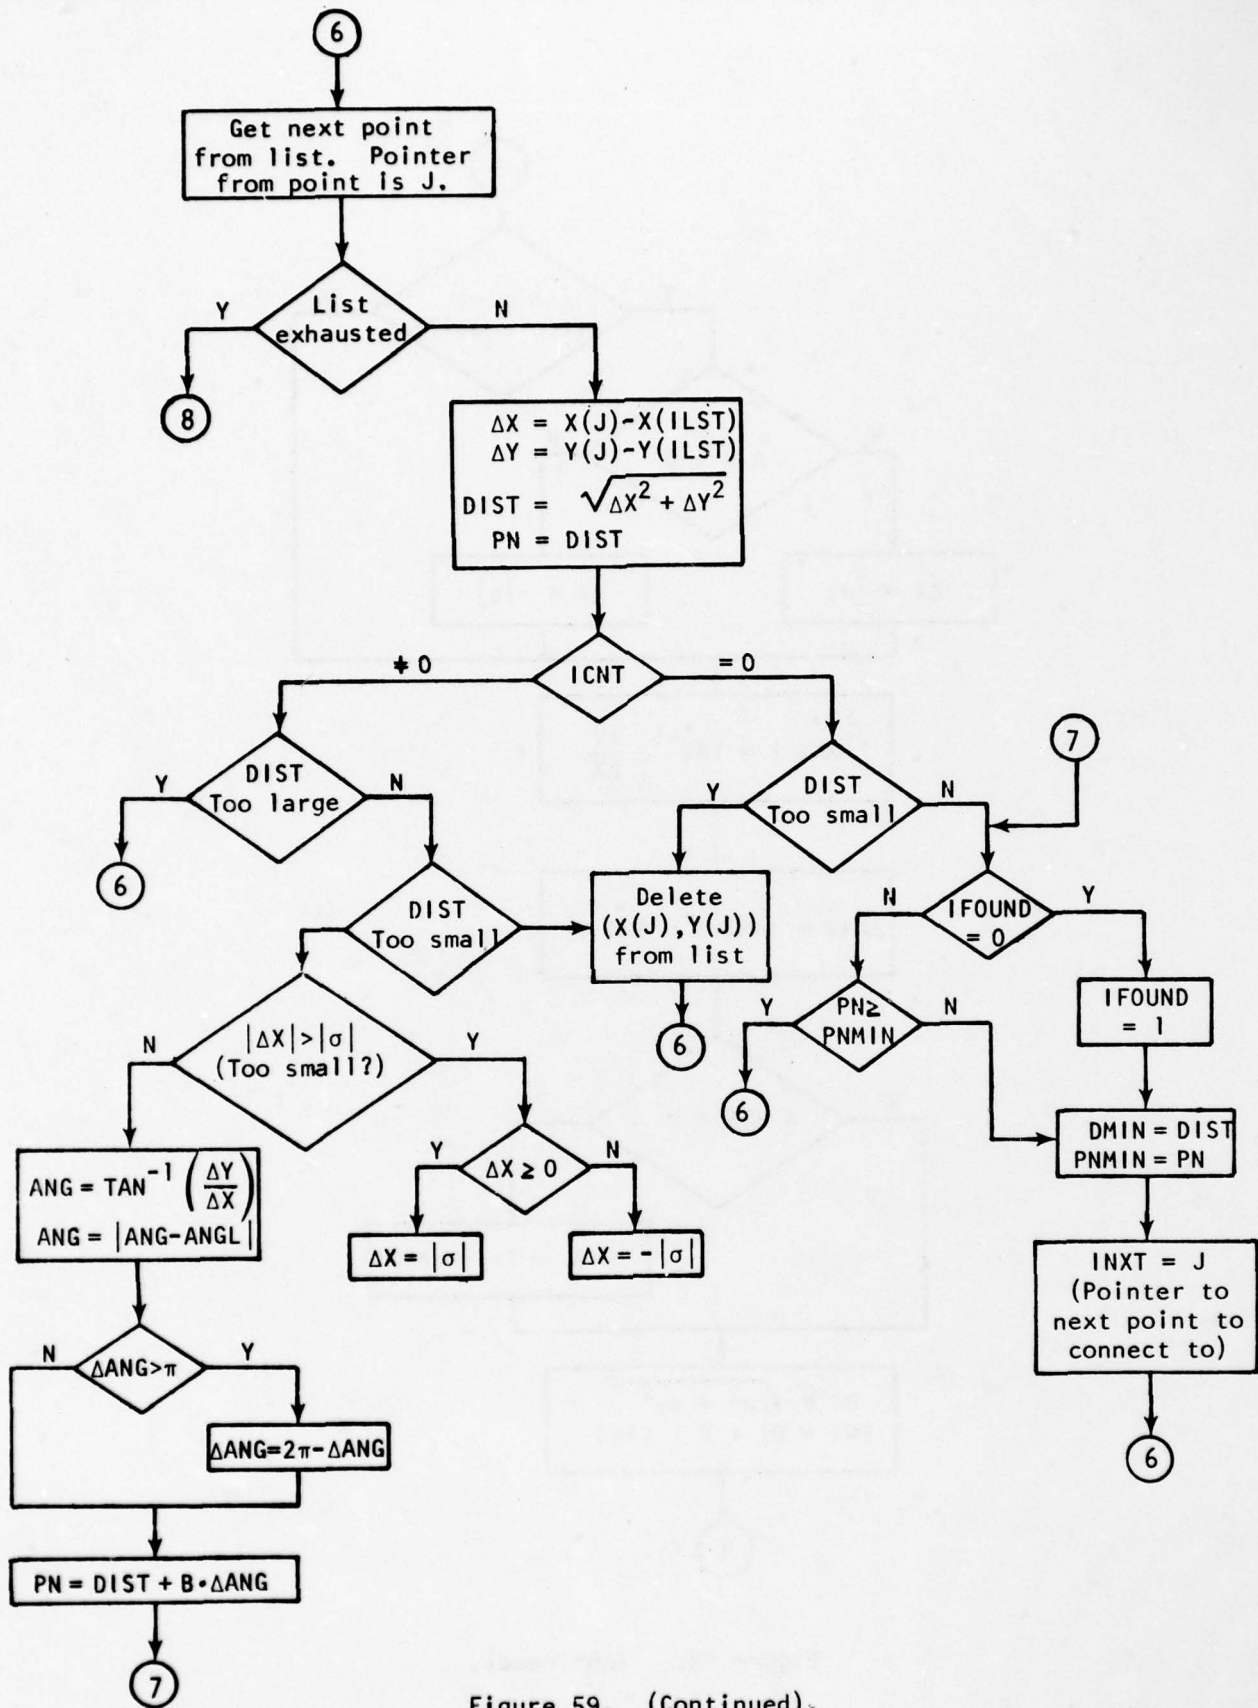 6
Get next point
from list. Pointer
from point is J.
List
exhausted
Y
N
8
ΔX = X(J)-X(ILST)
ΔY = Y(J)-Y(ILST)
DIST = √ΔX² + ΔY²
PN = DIST
ICNT
≠ 0
= 0
7
DIST
Too large
Y
N
6
DIST
Too small
Y
N
DIST
Too small
Delete
(X(J),Y(J))
from list
6
IFOUND
= 0
N
Y
IFOUND
= 1
PN≥
PNMIN
Y
N
6
DMIN = DIST
PNMIN = PN
INXT = J
(Pointer to
next point to
connect to)
6
|ΔX|>|σ|
(Too small?)
N
Y
ΔX ≥ 0
Y
N
ΔX = |σ|
ΔX = -|σ|
ANG = TAN⁻¹ (ΔY/ΔX)
ANG = |ANG-ANGL|
ΔANG>π
N
Y
ΔANG=2π-ΔANG
PN = DIST + B•ΔANG
7
Figure 59. (Continued).